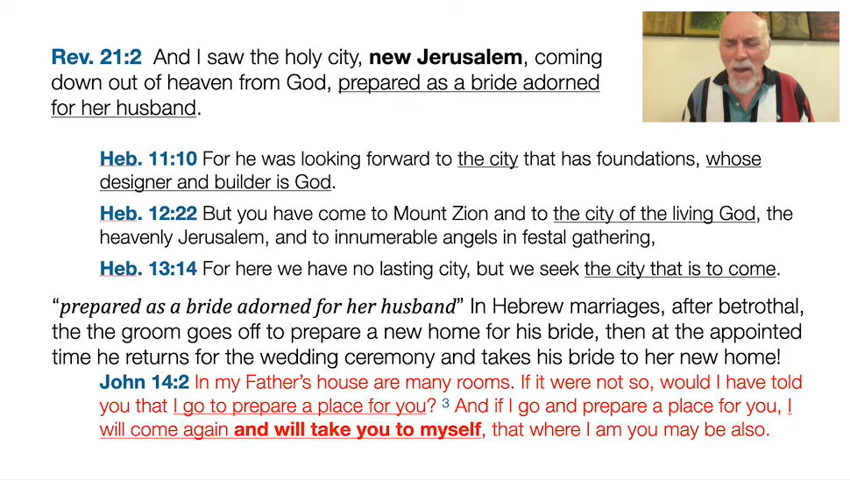 Rev. 21:2 And I saw the holy city, new Jerusalem, coming
down out of heaven from God, prepared as a bride adorned
for her husband.
Heb. 11:10 For he was looking forward to the city that has foundations, whose
designer and builder is God.
Heb. 12:22 But you have come to Mount Zion and to the city of the living God, the
heavenly Jerusalem, and to innumerable angels in festal gathering,
Heb. 13:14 For here we have no lasting city, but we seek the city that is to come.
“prepared as a bride adorned for her husband” In Hebrew marriages, after betrothal,
the the groom goes off to prepare a new home for his bride, then at the appointed
time he returns for the wedding ceremony and takes his bride to her new home!
John 14:2 In my Father’s house are many rooms. If it were not so, would I have told
you that I go to prepare a place for you? 3 And if I go and prepare a place for you, I
will come again and will take you to myself, that where I am you may be also.